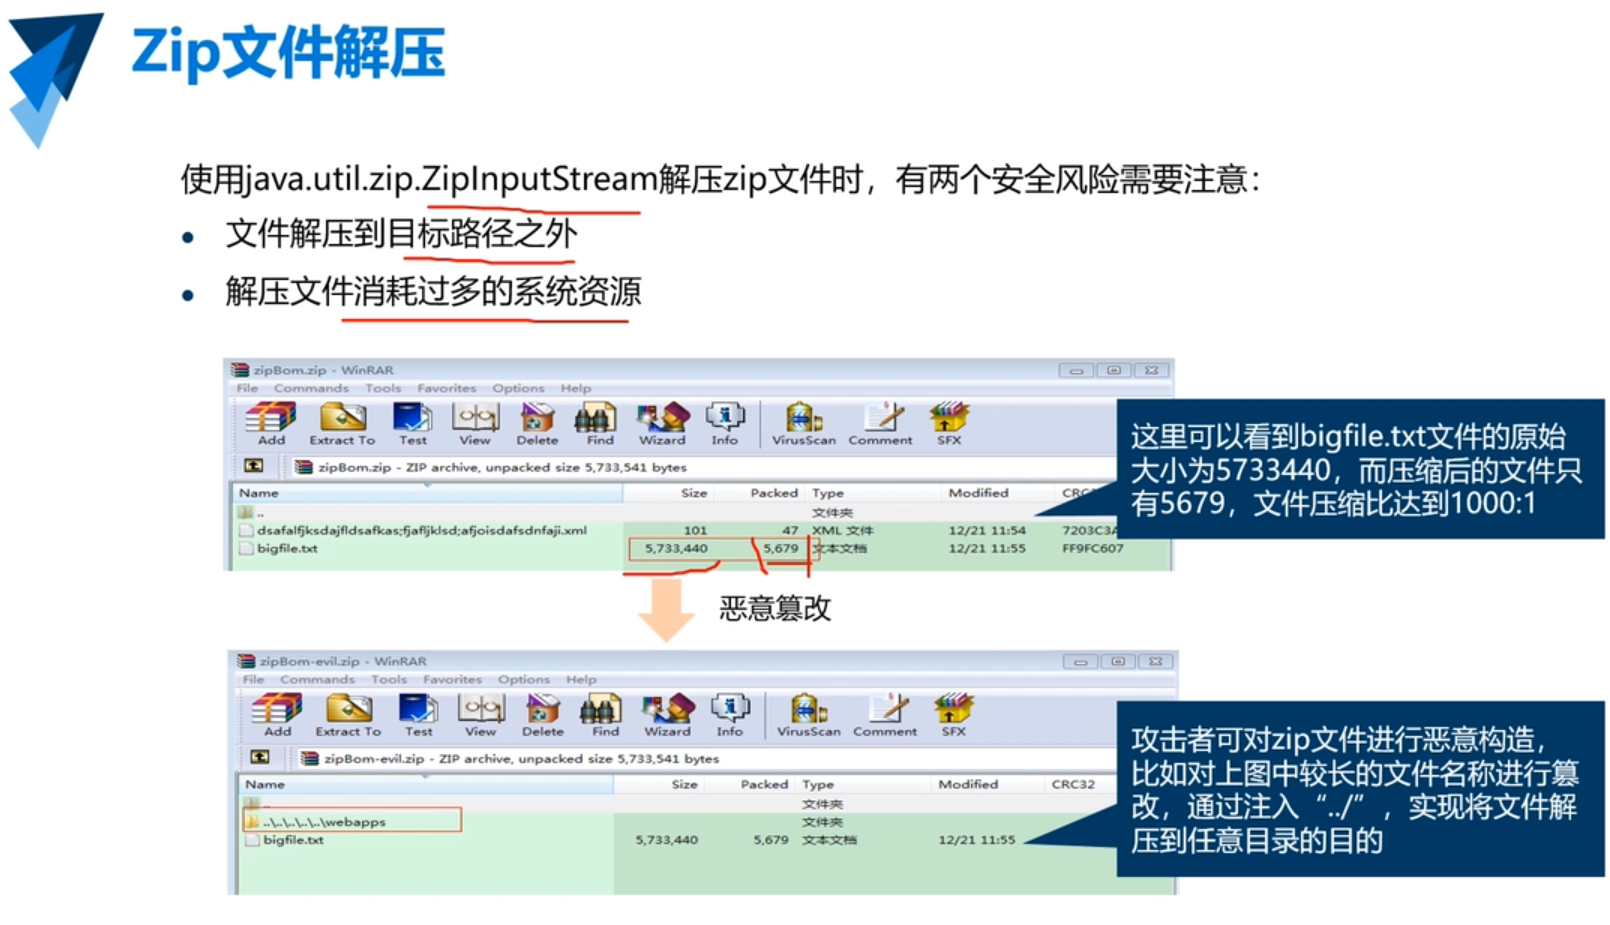 Zip文件解压
使用java.util.zip.ZipInputStream解压zip文件时，有两个安全风险需要注意：
• 文件解压到目标路径之外
• 解压文件消耗过多的系统资源
zipBom.zip - WinRAR
File Commands Tools Favorites Options Help
Add Extract To Test View Delete Find Wizard Info VirusScan Comment SFX
zipBom.zip - ZIP archive, unpacked size 5,733,541 bytes
Name Size Packed Type Modified
.. 文件夹
dsafalfjksdajfldsafkas;fjafljklsd;afjoisdafsdnfaji.xml 101 47 XML 文件 12/21 11:54
bigfile.txt 5,733,440 5,679 文本文档 12/21 11:55 FF9FC607
这里可以看到bigfile.txt文件的原始
大小为5733440，而压缩后的文件只
有5679，文件压缩比达到1000:1
恶意篡改
zipBom-evil.zip - WinRAR
File Commands Tools Favorites Options Help
Add Extract To Test View Delete Find Wizard Info VirusScan Comment SFX
zipBom-evil.zip - ZIP archive, unpacked size 5,733,541 bytes
Name Size Packed Type Modified CRC32
.. 文件夹
..\..\..\..\..\webapps 文件夹
bigfile.txt 5,733,440 5,679 文本文档 12/21 11:55
攻击者可对zip文件进行恶意构造，
比如对上图中较长的文件名称进行篡
改，通过注入“../”，实现将文件解
压到任意目录的目的